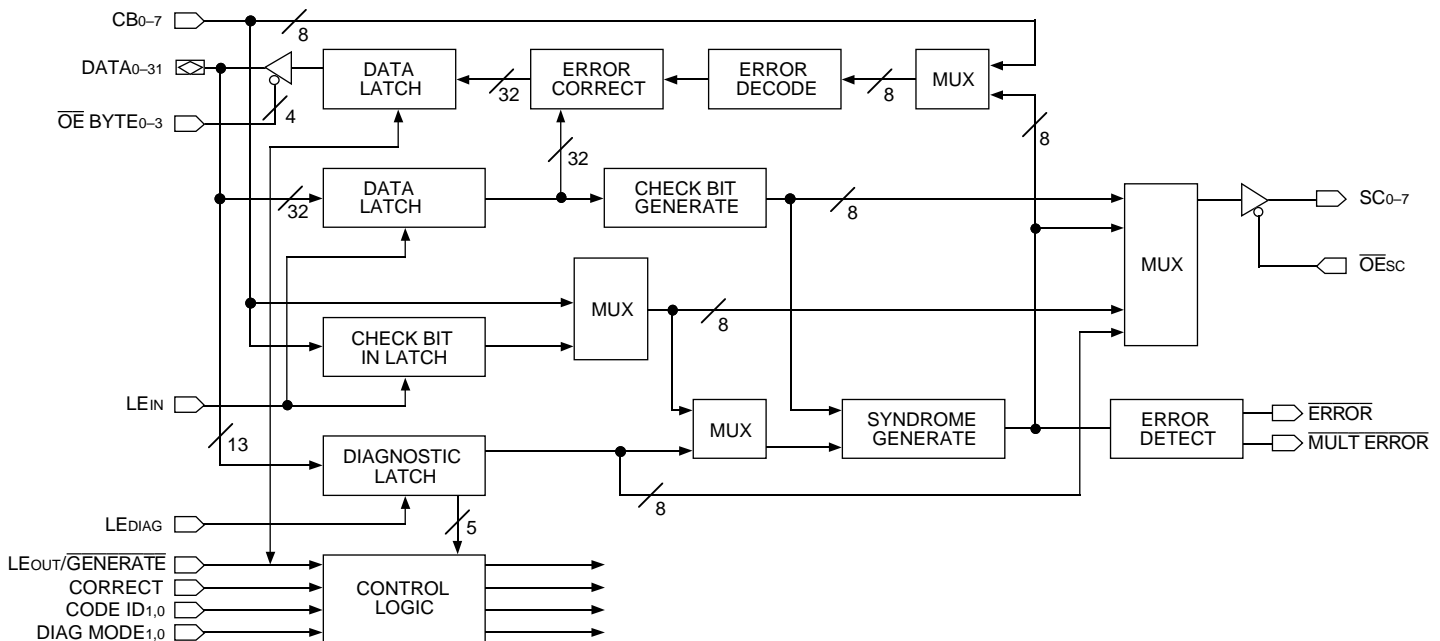 CB0–7
8
DATA0–31
DATA
LATCH
32
ERROR
CORRECT
ERROR
DECODE
8
MUX
OE BYTE0–3
4
8
32
32
DATA
LATCH
CHECK BIT
GENERATE
8
MUX
SC0–7
OESC
MUX
8
CHECK BIT
IN LATCH
LEIN
13
MUX
SYNDROME
GENERATE
ERROR
DETECT
ERROR
MULT ERROR
DIAGNOSTIC
LATCH
8
LEDIAG
5
LEOUT/GENERATE
CORRECT
CODE ID1,0
DIAG MODE1,0
CONTROL
LOGIC